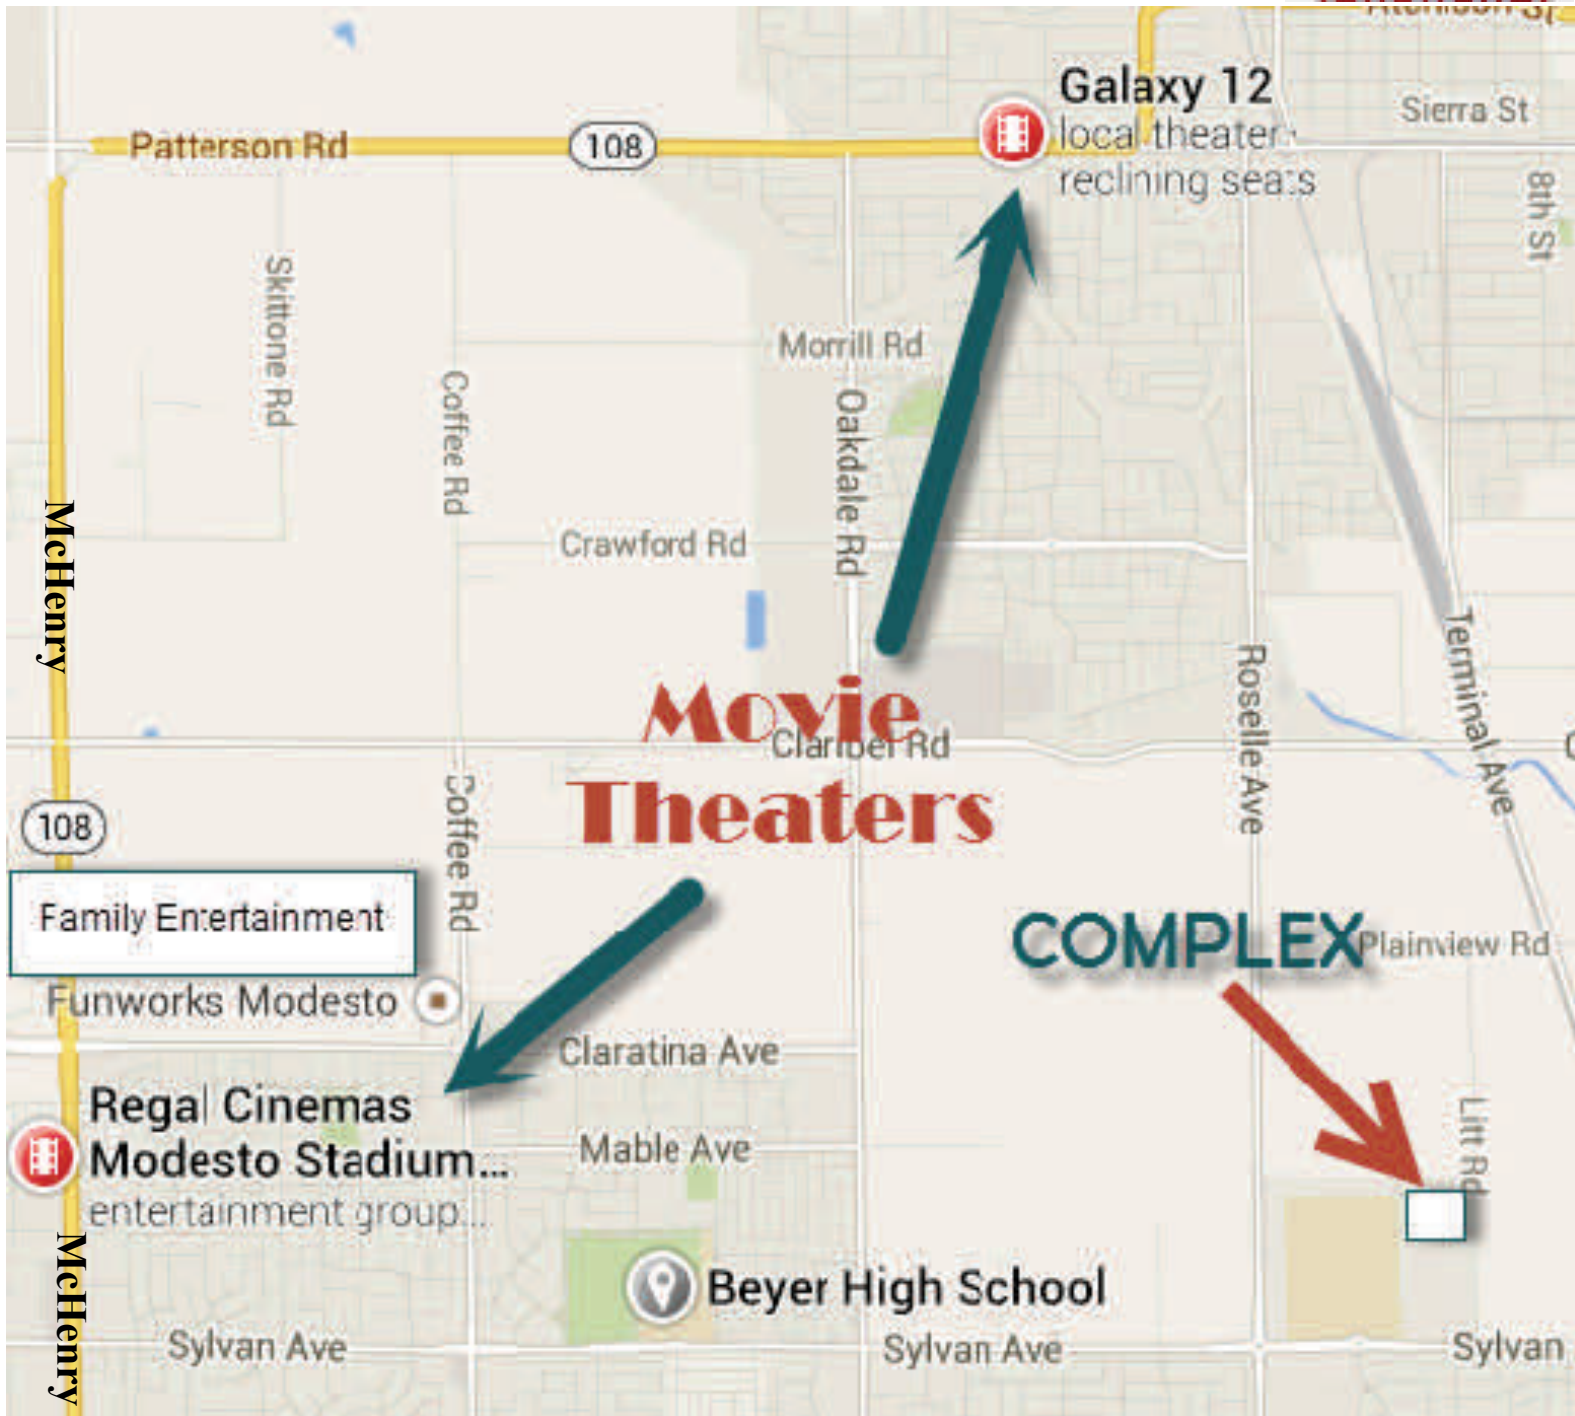 Atchison St
Galaxy 12
local theater
reclining seats
Sierra St
Patterson Rd
108
8th St
Skittone Rd
Morrill Rd
Coffee Rd
Oakdale Rd
McHenry
Crawford Rd
Terminal Ave
Roselle Ave
Movie
Claribel Rd
Theaters
108
Coffee Rd
Family Entertainment
COMPLEX
Plainview Rd
Funworks Modesto
Claratina Ave
Regal Cinemas
Modesto Stadium...
entertainment group...
Mable Ave
Litt Rd
McHenry
Beyer High School
Sylvan Ave
Sylvan Ave
Sylvan